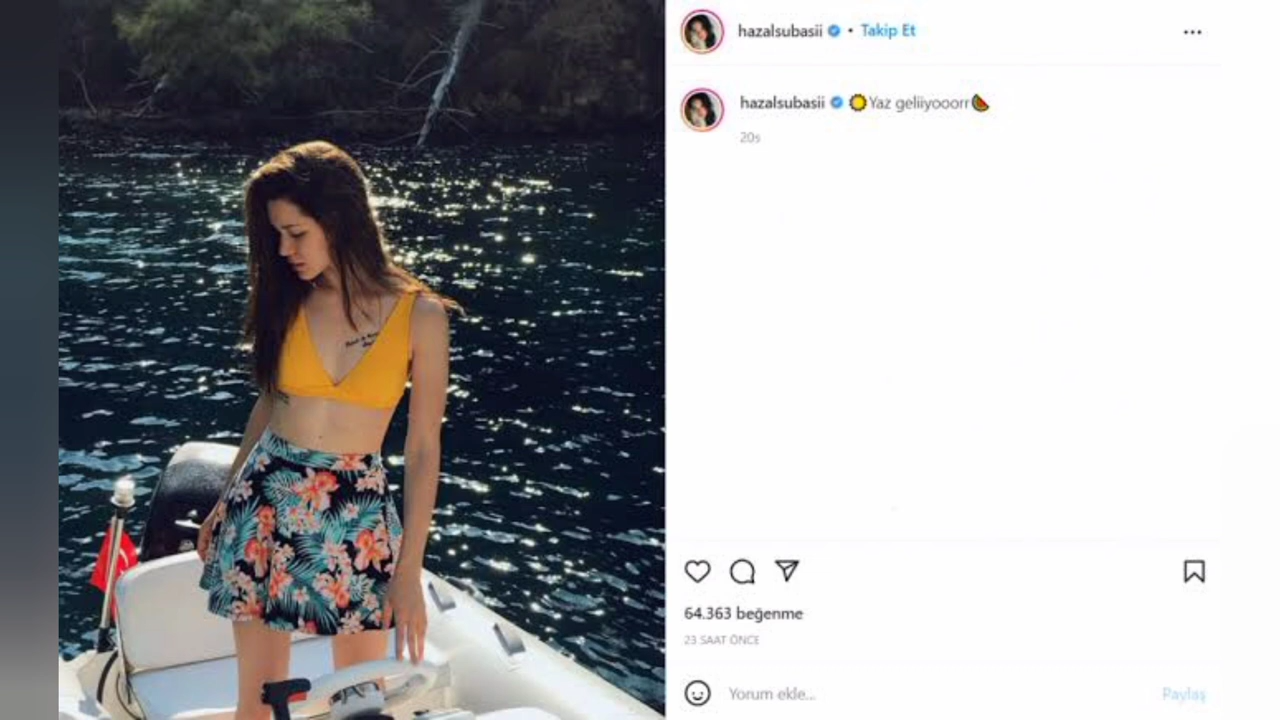 hazalsubasii • Takip Et
hazalsubasii Yaz geliiyooorr
20s
64.363 beğenme
23 SAAT ÖNCE
Yorum ekle...
Paylaş